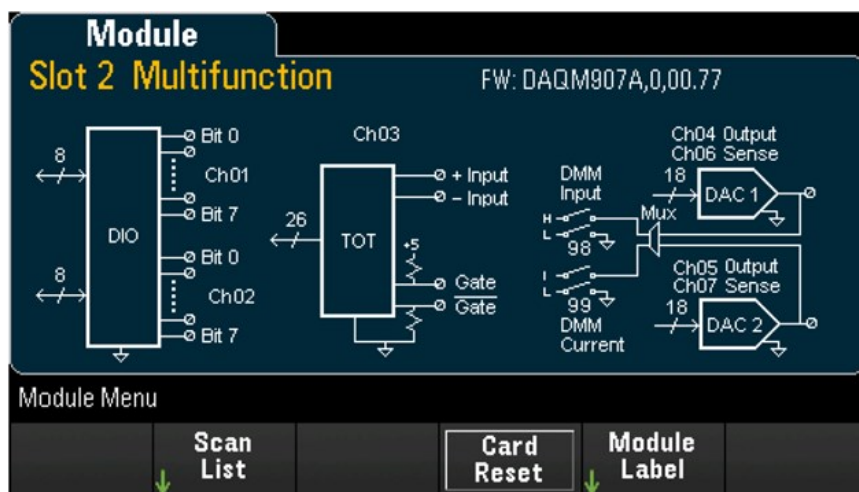 Module
Slot 2 Multifunction
FW: DAQM907A,0,00.77
8
Bit 0
Ch01
Bit 7
DIO
8
Bit 0
Ch02
Bit 7
Ch03
26
TOT
+ Input
- Input
+5
Gate
Gate
Ch04 Output
Ch06 Sense
18
DAC 1
DMM
Input
H
L
98
Mux
I
L
99
DMM
Current
Ch05 Output
Ch07 Sense
18
DAC 2
Module Menu
Scan
List
Card
Reset
Module
Label